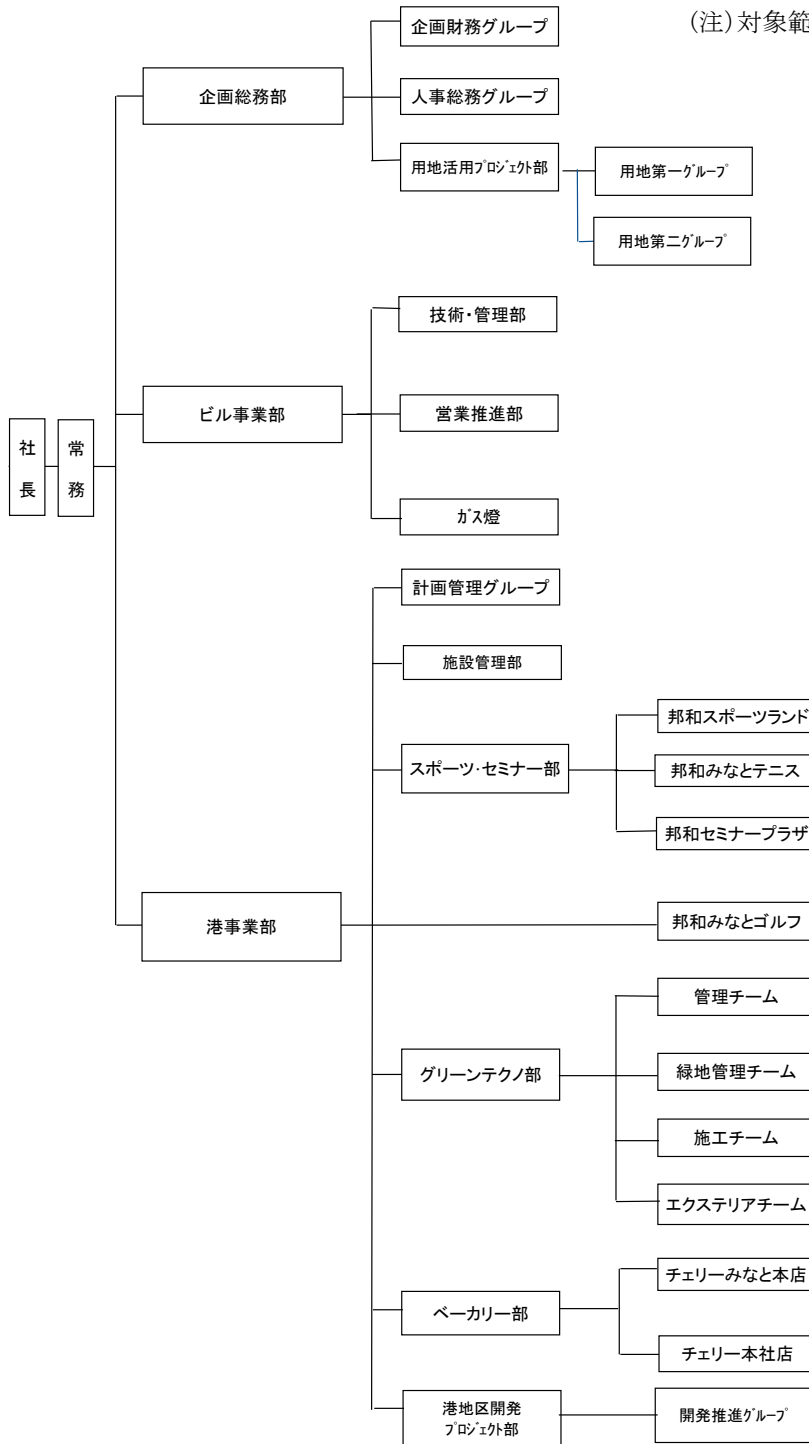 (注)対象範
企画財務グループ
企画総務部
人事総務グループ
用地活用ﾌﾟﾛｼﾞｪｸﾄ部
用地第一ｸﾞﾙｰﾌﾟ
用地第二ｸﾞﾙｰﾌﾟ
技術・管理部
ビル事業部
営業推進部
ｶﾞｽ燈
社長
常務
計画管理グループ
施設管理部
スポーツ・セミナー部
邦和スポーツランド
邦和みなとテニス
邦和セミナープラザ
港事業部
邦和みなとゴルフ
グリーンテクノ部
管理チーム
緑地管理チーム
施工チーム
エクステリアチーム
ベーカリー部
チェリーみなと本店
チェリー本社店
港地区開発
ﾌﾟﾛｼﾞｪｸﾄ部
開発推進ｸﾞﾙｰﾌﾟ